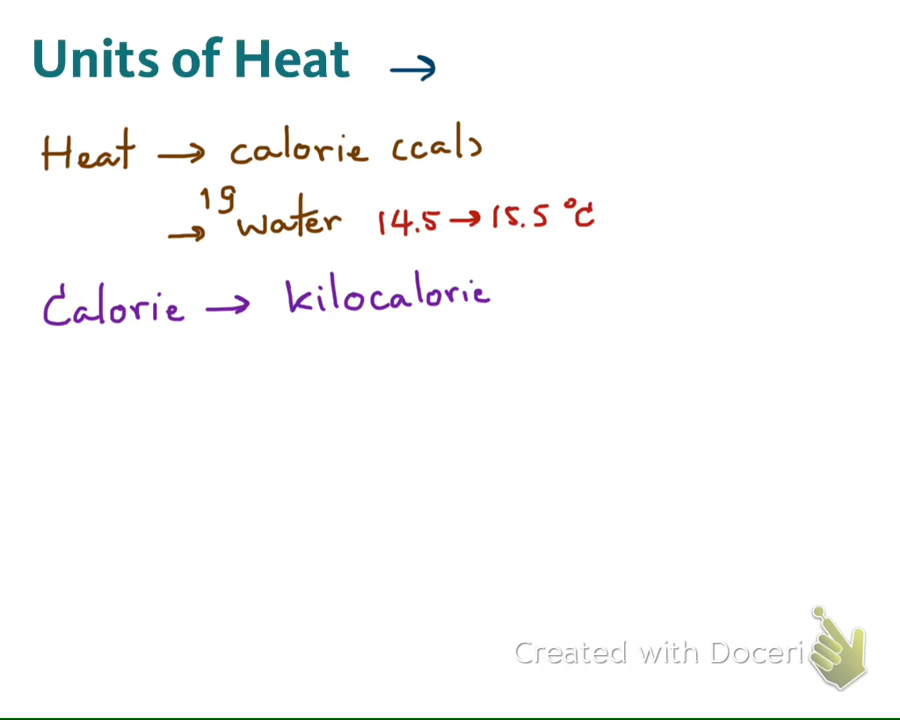 Units of Heat →
Heat → calorie (cal)
1g
→ water 14.5 → 15.5 °C
Calorie → kilocalorie
Created with Doceri